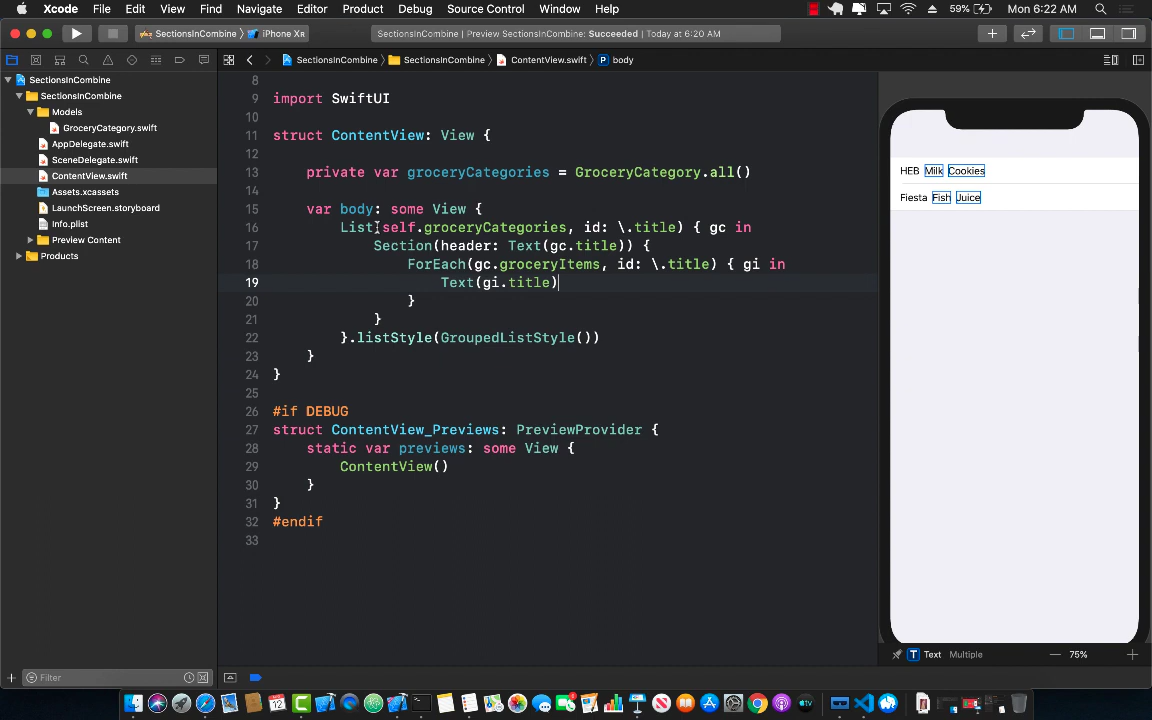 Xcode File Edit View Find Navigate Editor Product Debug Source Control Window Help 59% Mon 6:22 AM
SectionsInCombine iPhone XR SectionsInCombine | Preview SectionsInCombine: Succeeded | Today at 6:20 AM
SectionsInCombine SectionsInCombine ContentView.swift P body
SectionsInCombine
SectionsInCombine
Models
GroceryCategory.swift
AppDelegate.swift
SceneDelegate.swift
ContentView.swift
Assets.xcassets
LaunchScreen.storyboard
Info.plist
Preview Content
Products
Filter
8
9 import SwiftUI
10
11 struct ContentView: View {
12
13 private var groceryCategories = GroceryCategory.all()
14
15 var body: some View {
16 List(self.groceryCategories, id: \.title) { gc in
17 Section(header: Text(gc.title)) {
18 ForEach(gc.groceryItems, id: \.title) { gi in
19 Text(gi.title)
20 }
21 }
22 }.listStyle(GroupedListStyle())
23 }
24 }
25
26 #if DEBUG
27 struct ContentView_Previews: PreviewProvider {
28 static var previews: some View {
29 ContentView()
30 }
31 }
32 #endif
33
HEB Milk Cookies
Fiesta Fish Juice
T Text Multiple 75%